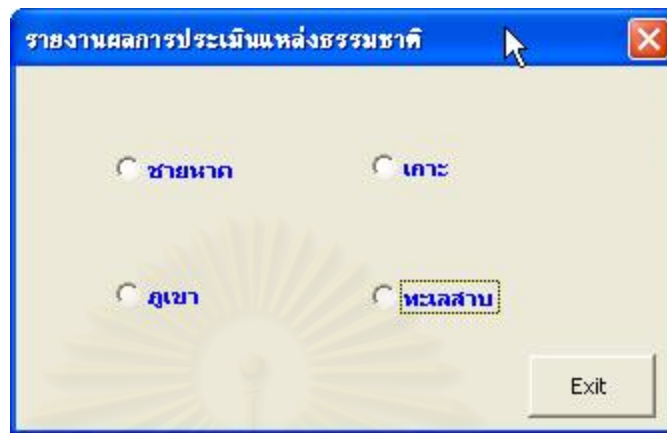 รายงานผลการประเมินแหล่งธรรมชาติ
ชายหาด
เกาะ
ภูเขา
ทะเลสาบ
Exit